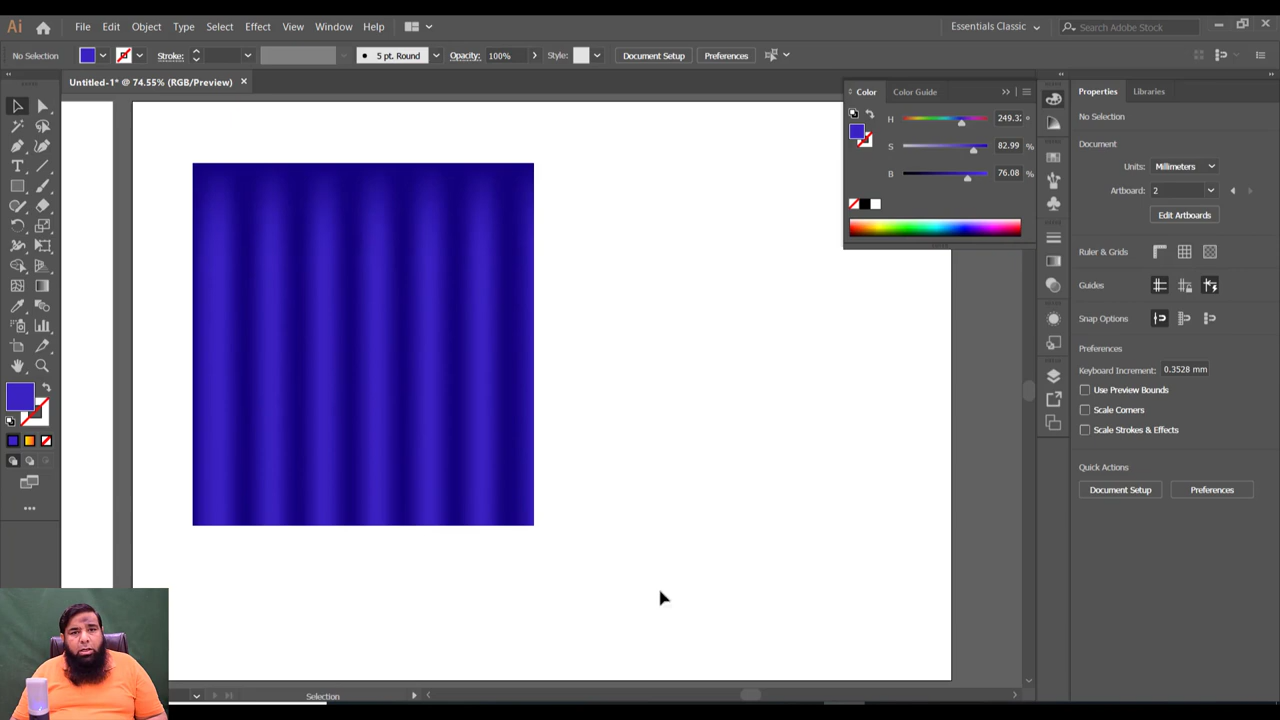 Ai File Edit Object Type Select Effect View Window Help Essentials Classic Search Adobe Stock
No Selection Stroke: 5 pt. Round Opacity: 100% Style: Document Setup Preferences
Untitled-1* @ 74.55% (RGB/Preview)
Color Color Guide
H 249.32 °
S 82.99 %
B 76.08 %
Properties Libraries
No Selection
Document
Units: Millimeters
Artboard: 2
Edit Artboards
Ruler & Grids
Guides
Snap Options
Preferences
Keyboard Increment: 0.3528 mm
Use Preview Bounds
Scale Corners
Scale Strokes & Effects
Quick Actions
Document Setup Preferences
Selection